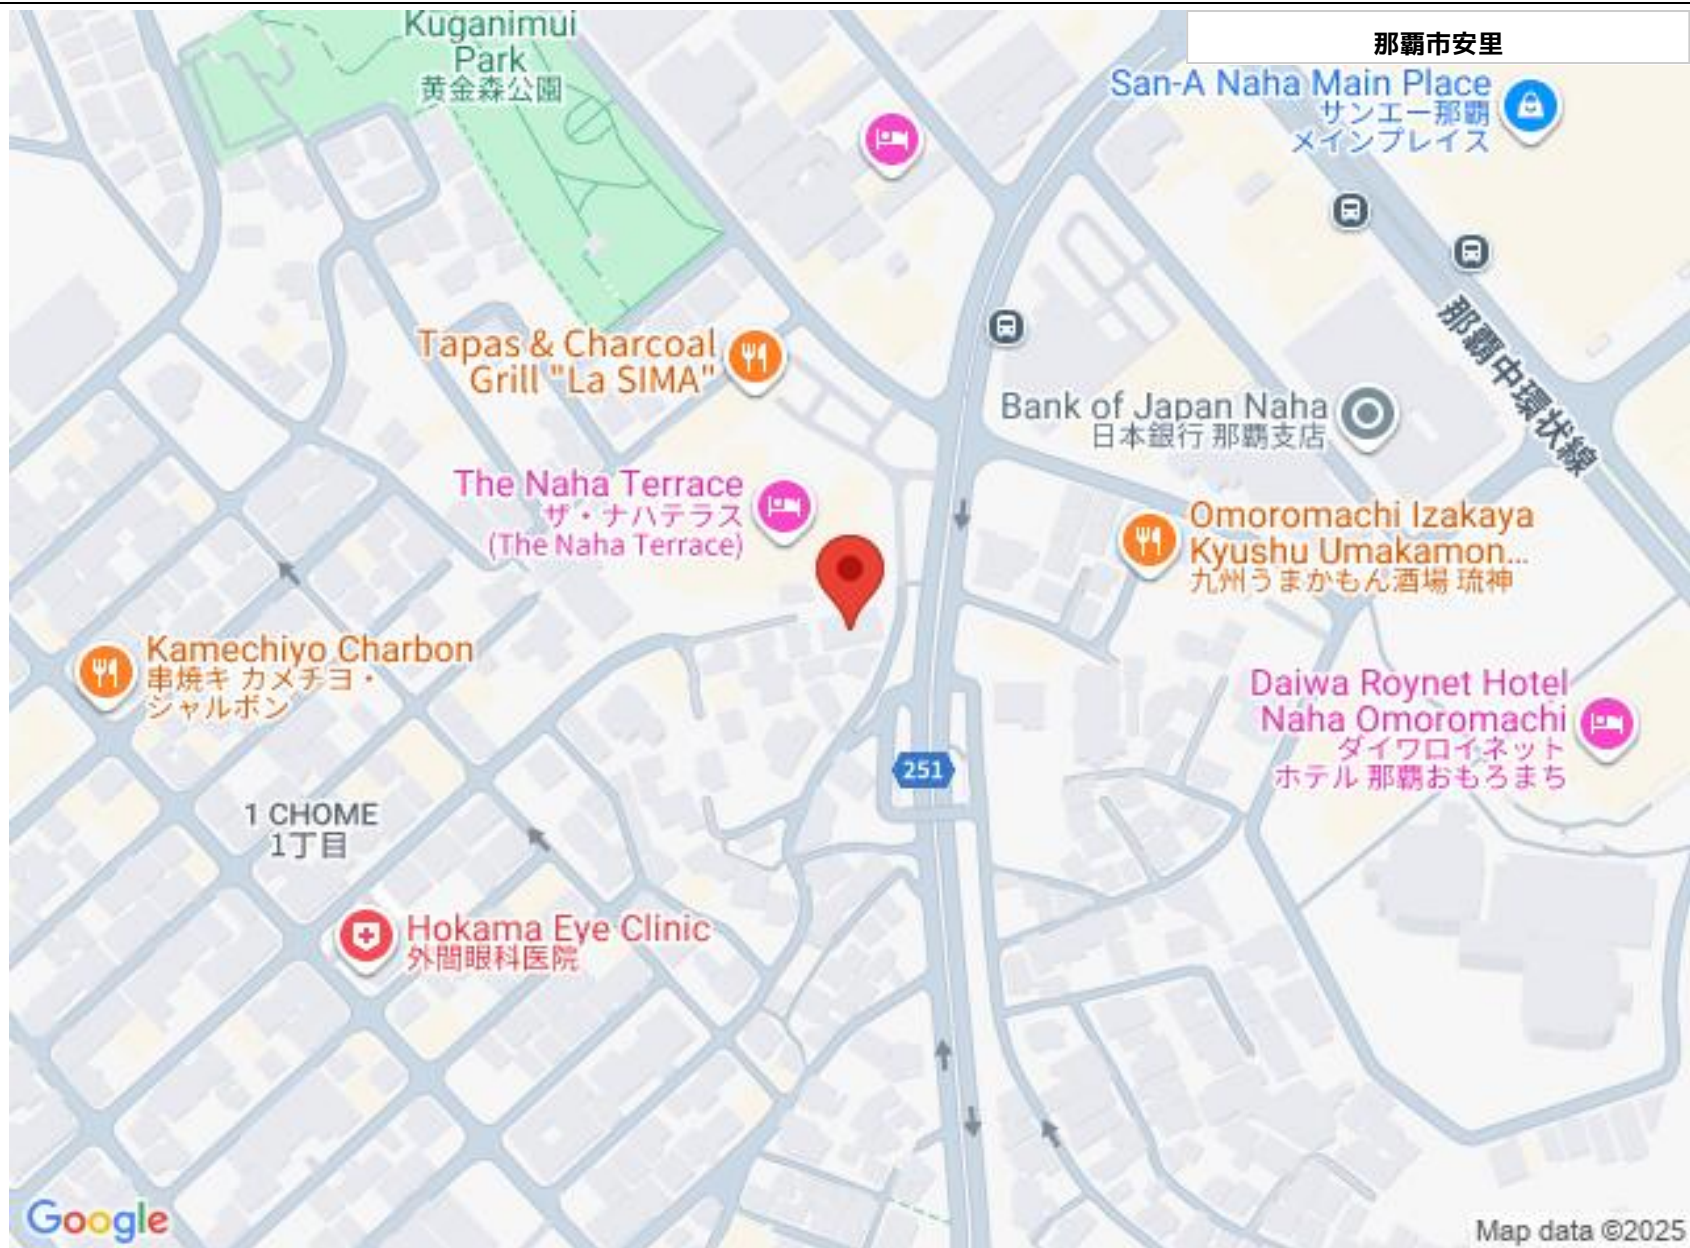 那覇市安里
Kuganimui
Park
黄金森公園
San-A Naha Main Place
サンエー那覇
メインプレイス
Tapas & Charcoal
Grill "La SIMA"
那覇中環状線
Bank of Japan Naha
日本銀行 那覇支店
The Naha Terrace
ザ・ナハテラス
(The Naha Terrace)
Omoromachi Izakaya
Kyushu Umakamon...
九州うまかもん酒場 琉神
Kamechiyo Charbon
串焼キ カメチヨ・
シャルボン
Daiwa Roynet Hotel
Naha Omoromachi
ダイワロイネット
ホテル 那覇おもろまち
251
1 CHOME
1丁目
Hokama Eye Clinic
外間眼科医院
Google
Map data ©2025